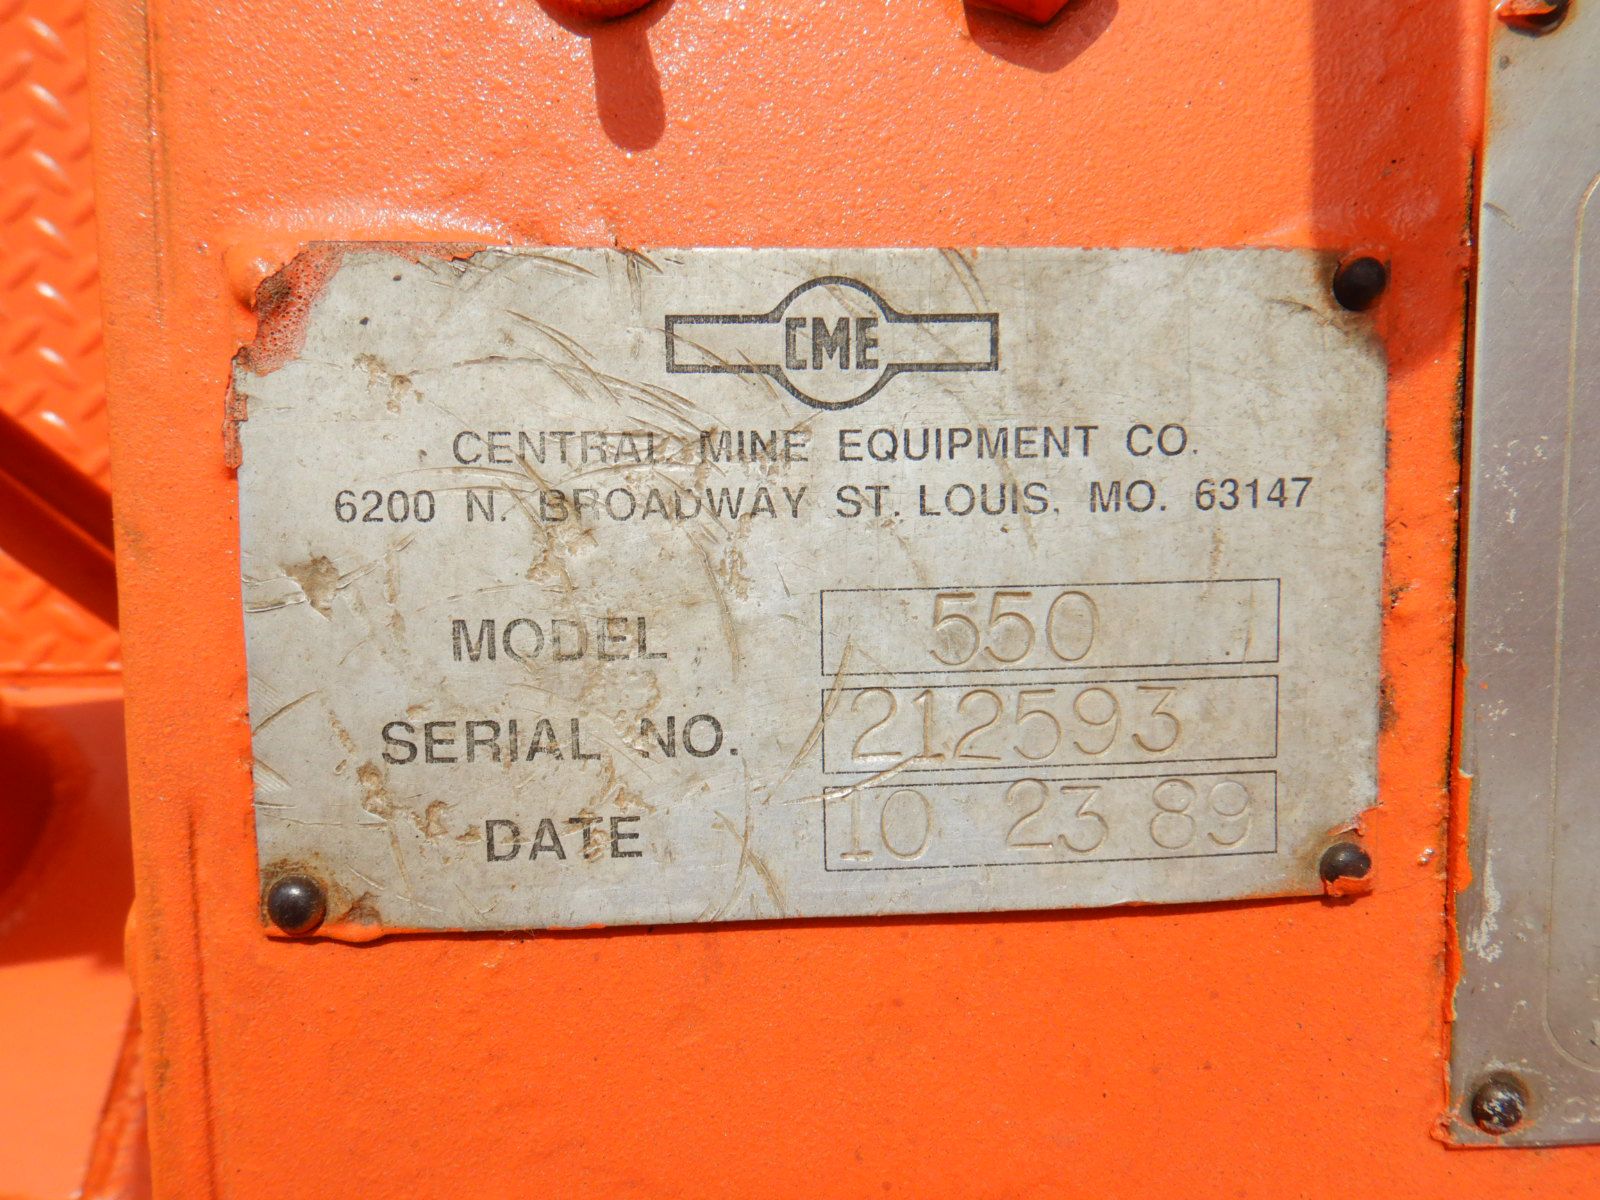 CME
CENTRAL MINE EQUIPMENT CO.
6200 N. BROADWAY ST. LOUIS, MO. 63147
MODEL 550
SERIAL NO. 212593
DATE 10 23 89